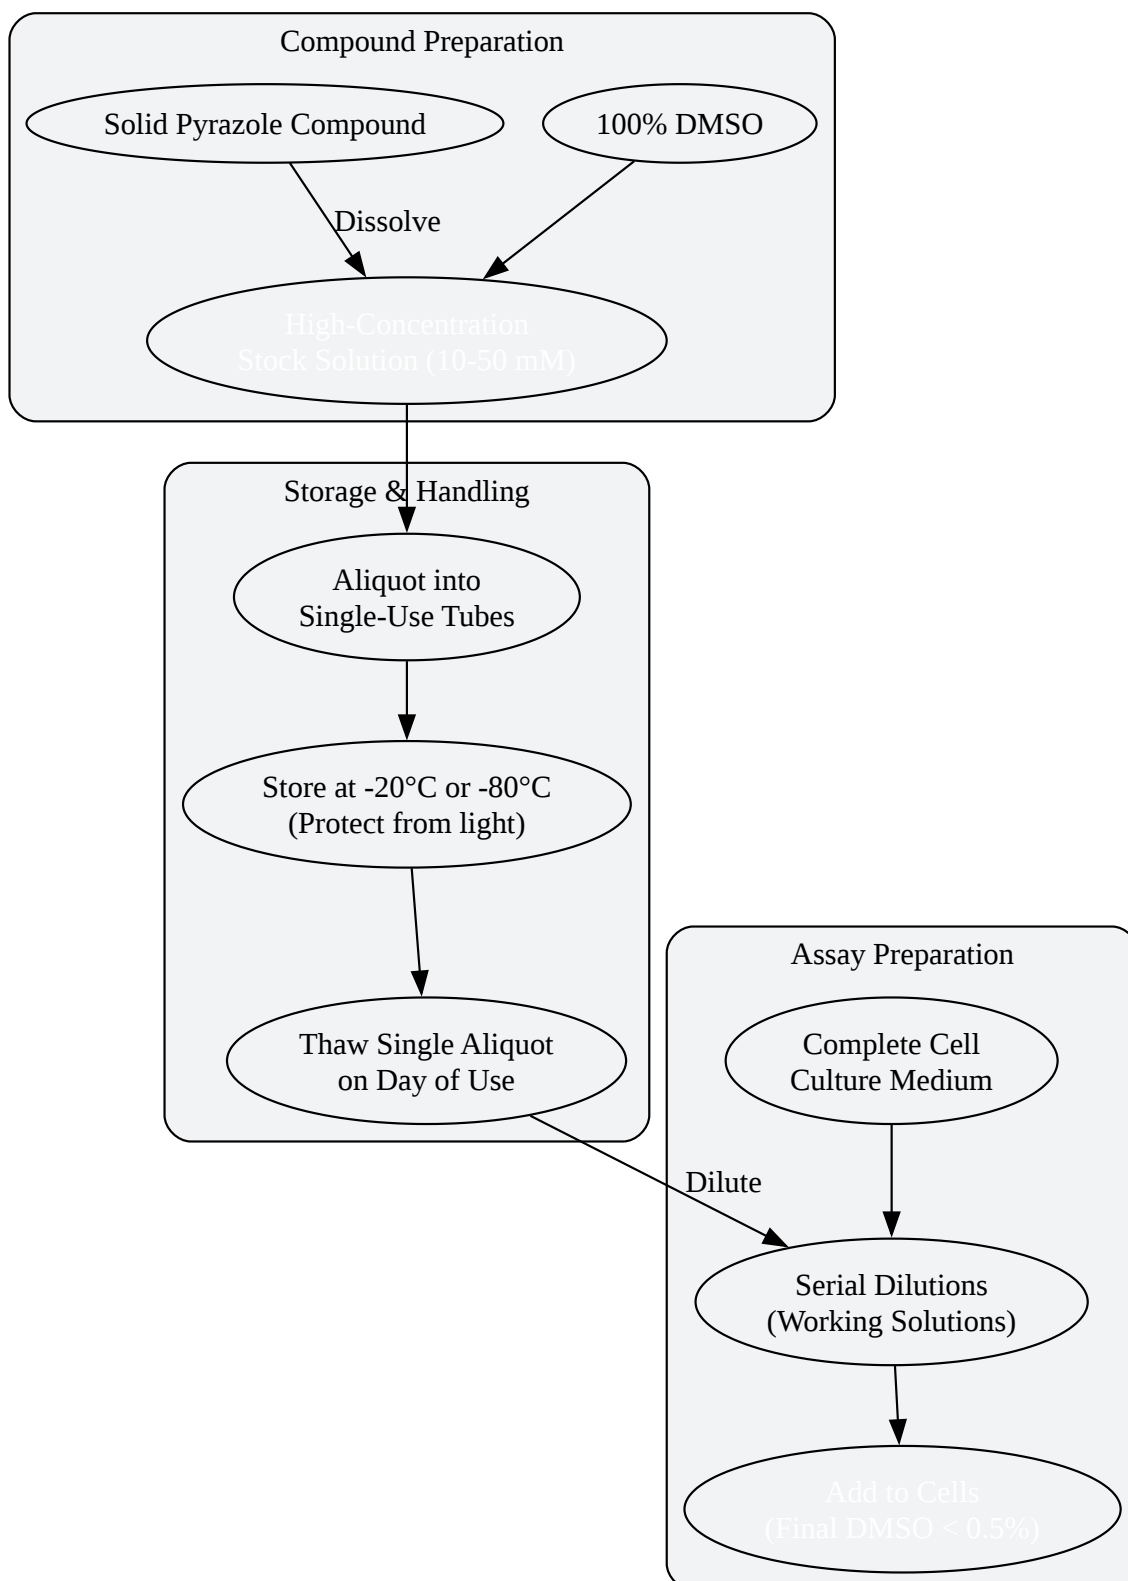 Compound Preparation
Solid Pyrazole Compound
100% DMSO
Dissolve
High-Concentration
Stock Solution (10-50 mM)
Storage & Handling
Aliquot into
Single-Use Tubes
Store at -20°C or -80°C
(Protect from light)
Thaw Single Aliquot
on Day of Use
Assay Preparation
Complete Cell
Culture Medium
Dilute
Serial Dilutions
(Working Solutions)
Add to Cells
(Final DMSO < 0.5%)